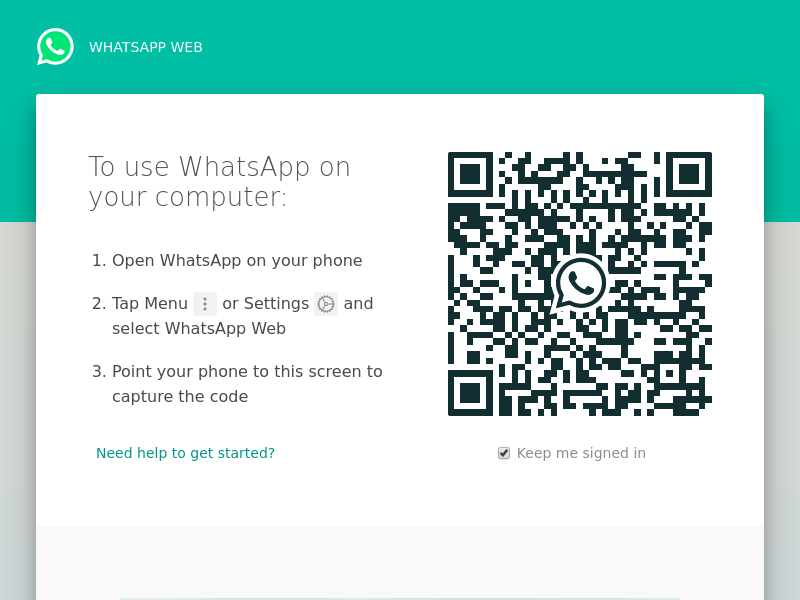 WHATSAPP WEB
To use WhatsApp on
your computer:
1. Open WhatsApp on your phone
2. Tap Menu or Settings and
select WhatsApp Web
3. Point your phone to this screen to
capture the code
Need help to get started?
Keep me signed in